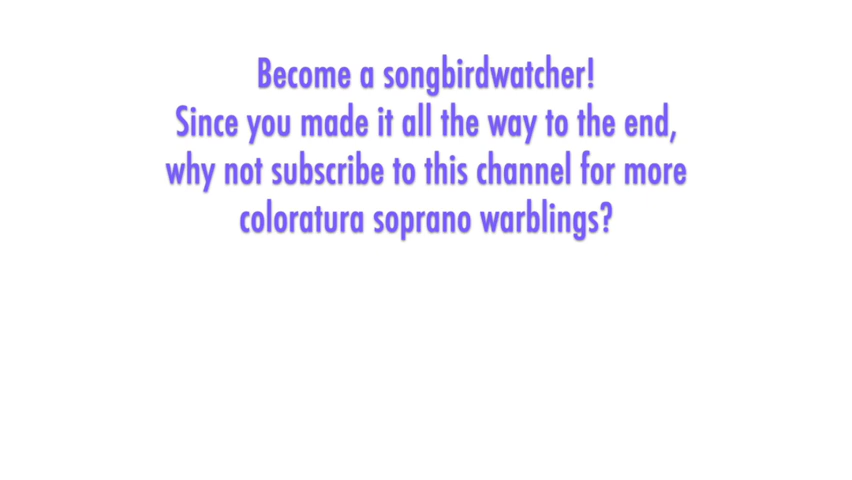 Become a songbirdwatcher!
Since you made it all the way to the end,
why not subscribe to this channel for more
coloratura soprano warblings?